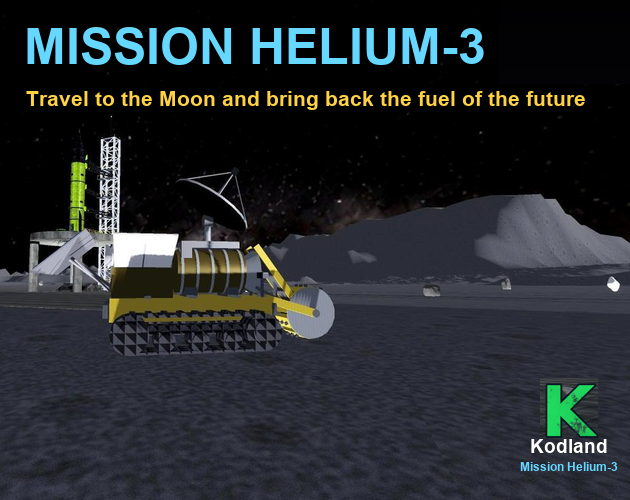 MISSION HELIUM-3
Travel to the Moon and bring back the fuel of the future
K
Kodland
Mission Helium-3